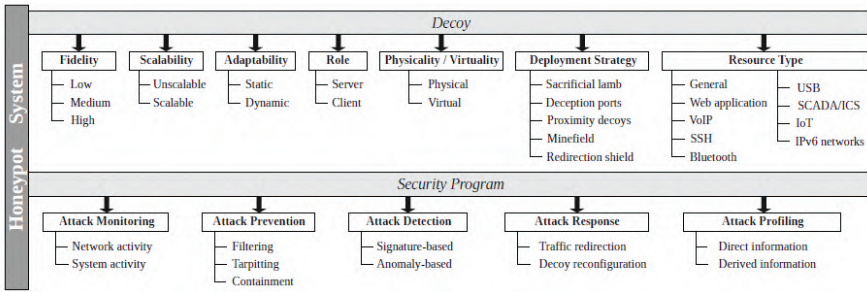 Honeypot System
Decoy
Fidelity
Low
Medium
High
Scalability
Unscalable
Scalable
Adaptability
Static
Dynamic
Role
Server
Client
Physicality / Virtuality
Physical
Virtual
Deployment Strategy
Sacrificial lamb
Deception ports
Proximity decoys
Minefield
Redirection shield
Resource Type
General
Web application
VoIP
SSH
Bluetooth
USB
SCADA/ICS
IoT
IPv6 networks
Security Program
Attack Monitoring
Network activity
System activity
Attack Prevention
Filtering
Tarpitting
Containment
Attack Detection
Signature-based
Anomaly-based
Attack Response
Traffic redirection
Decoy reconfiguration
Attack Profiling
Direct information
Derived information